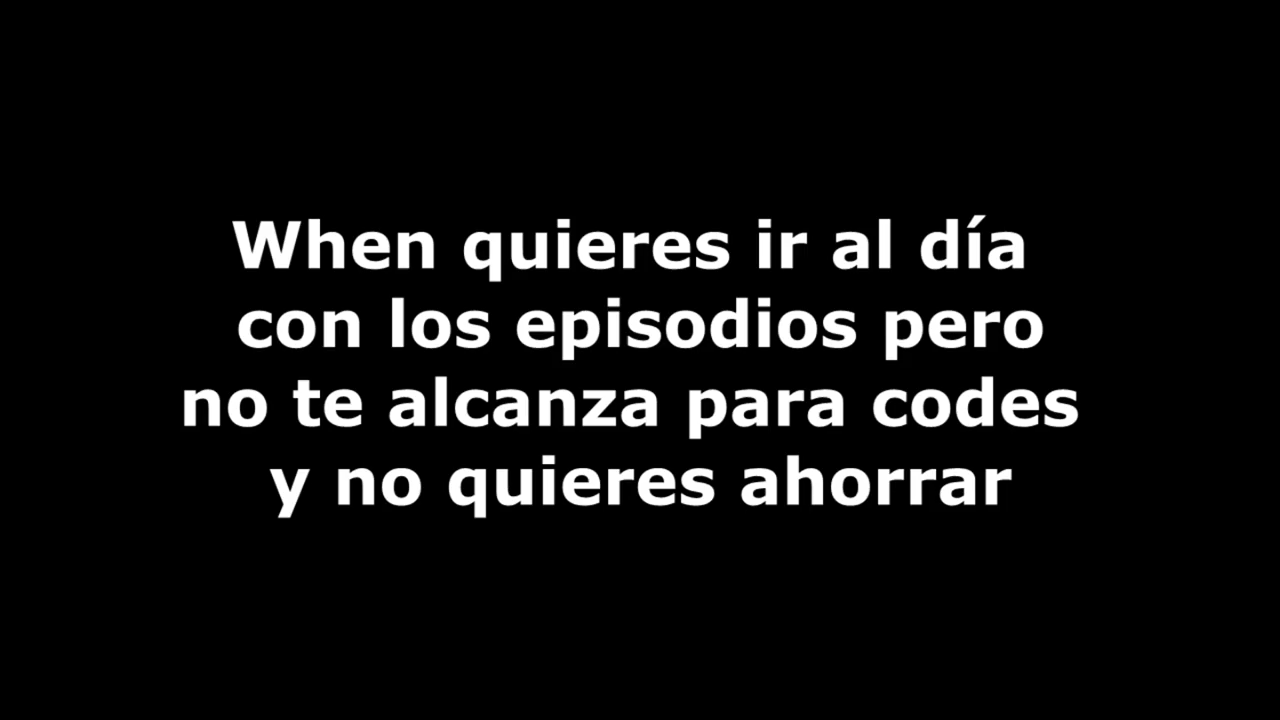 When quieres ir al día
con los episodios pero
no te alcanza para codes
y no quieres ahorrar